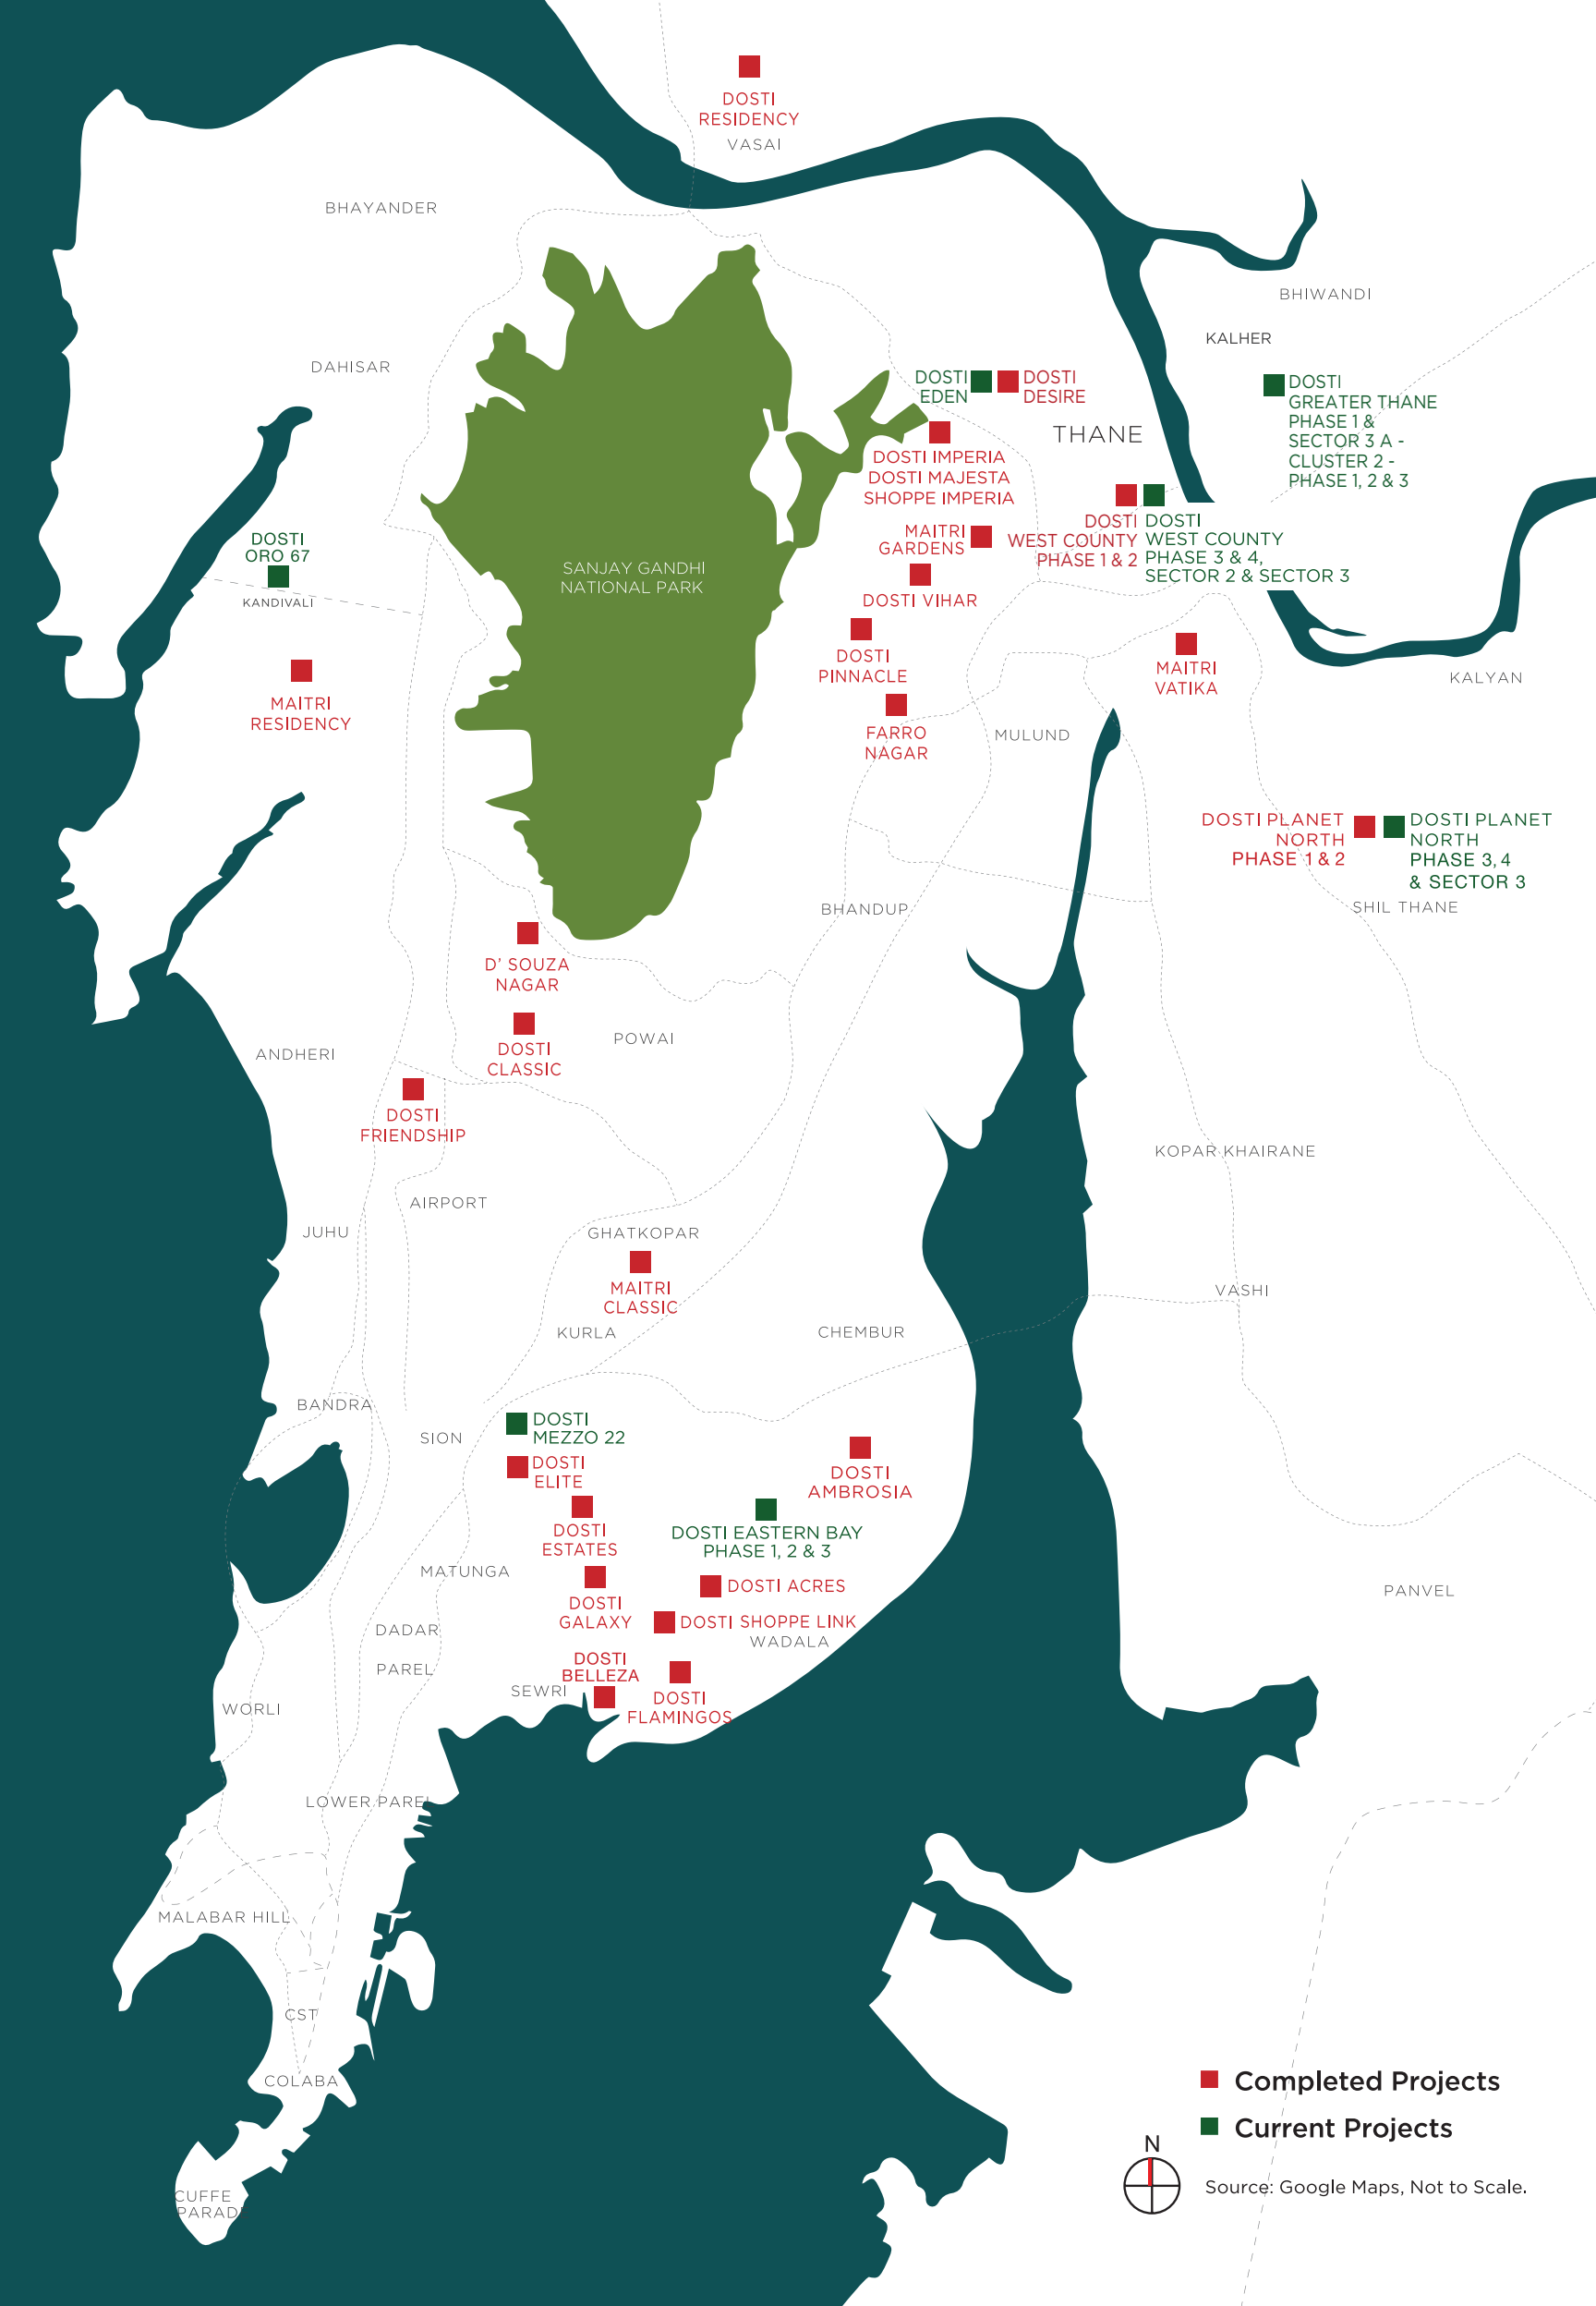 DOSTI
RESIDENCY
VASAI
BHAYANDER
BHIWANDI
KALHER
DAHISAR
DOSTI
EDEN
DOSTI
DESIRE
DOSTI
GREATER THANE
PHASE 1 &
SECTOR 3 A -
CLUSTER 2 -
PHASE 1, 2 & 3
THANE
DOSTI IMPERIA
DOSTI MAJESTA
SHOPPE IMPERIA
DOSTI
WEST COUNTY
PHASE 1 & 2
DOSTI
WEST COUNTY
PHASE 3 & 4,
SECTOR 2 & SECTOR 3
MAITRI
GARDENS
DOSTI
ORO 67
KANDIVALI
SANJAY GANDHI
NATIONAL PARK
DOSTI VIHAR
DOSTI
PINNACLE
MAITRI
VATIKA
KALYAN
MAITRI
RESIDENCY
FARRO
NAGAR
MULUND
DOSTI PLANET
NORTH
PHASE 1 & 2
DOSTI PLANET
NORTH
PHASE 3, 4
& SECTOR 3
SHIL THANE
BHANDUP
D' SOUZA
NAGAR
POWAI
ANDHERI
DOSTI
CLASSIC
DOSTI
FRIENDSHIP
KOPAR KHAIRANE
AIRPORT
JUHU
GHATKOPAR
MAITRI
CLASSIC
VASHI
KURLA
CHEMBUR
BANDRA
SION
DOSTI
MEZZO 22
DOSTI
ELITE
DOSTI
AMBROSIA
DOSTI
ESTATES
DOSTI EASTERN BAY
PHASE 1, 2 & 3
MATUNGA
DOSTI ACRES
PANVEL
DOSTI
GALAXY
DOSTI SHOPPE LINK
WADALA
DADAR
PAREL
DOSTI
BELLEZA
SEWRI
DOSTI
FLAMINGOS
WORLI
LOWER PAREL
MALABAR HILL
CST
COLABA
CUFFE
PARAD
Completed Projects
Current Projects
N
Source: Google Maps, Not to Scale.